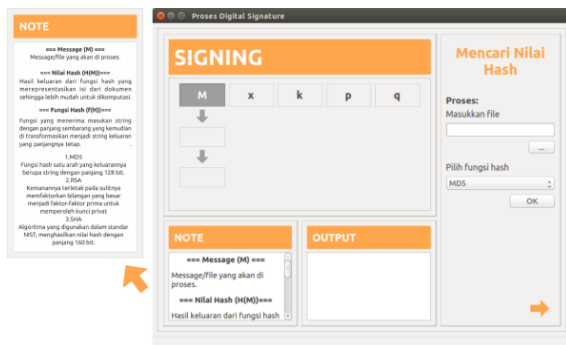 NOTE
=== Message (M) ===
Message/file yang akan di proses.
=== Nilai Hash (H(M))===
Hasil keluaran dari fungsi hash yang
merepresentasikan isi dari dokumen
sehingga lebih mudah untuk dikomputasi.
=== Fungsi Hash (F(H))===
Fungsi yang menerima masukan string
dengan panjang sembarang yang kemudian
di transformasikan menjadi string keluaran
yang panjangnya tetap.
1.MD5
Fungsi hash satu arah yang keluarannya
berupa string dengan panjang 128 bit.
2.RSA
Kemanannya terletak pada sulitnya
memfaktorkan bilangan yang besar
menjadi faktor-faktor prime untuk
memperoleh kunci privat
3.SHA
Algoritma yang digunakan dalam standar
NIST, menghasilkan nilai hash dengan
panjang 160 bit.
Proses Digital Signature
SIGNING
M x k p q
NOTE
=== Message (M) ===
Message/file yang akan di
proses.
=== Nilai Hash (H(M))===
Hasil keluaran dari fungsi hash
OUTPUT
Mencari Nilai
Hash
Proses:
Masukkan file
...
Pilih fungsi hash
MD5
OK